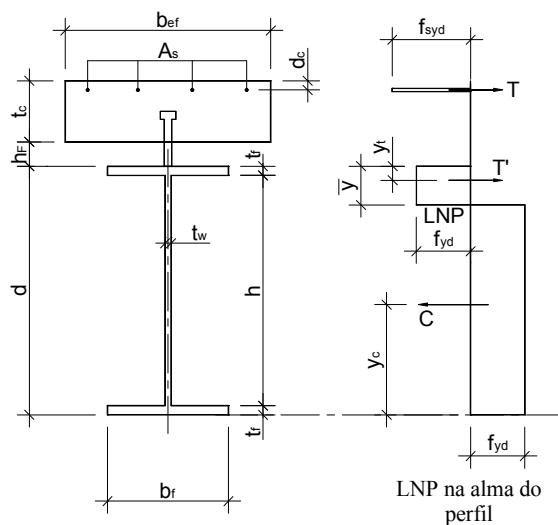 bef
As
tc
hF
d
dc
tf
tw
h
tf
bf
fsyd
T
yt
y̅
T'
LNP
fyd
C
yc
fyd
LNP na alma do
perfil